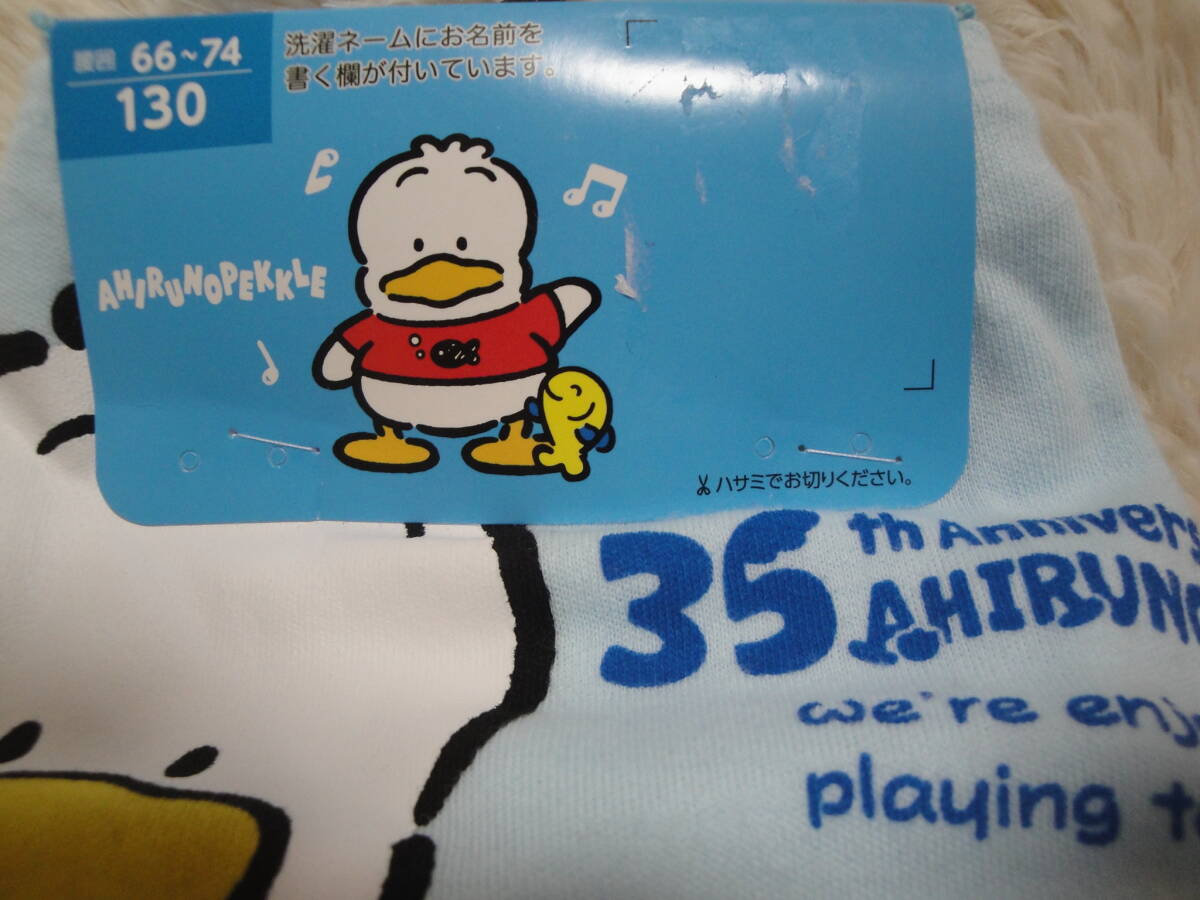 腰囲 66~74
130
洗濯ネームにお名前を
書く欄が付いています。
AHIRUNOPEKKLE
ハサミでお切りください。
35th Annivers
AHIRUN
we're enj
playing t